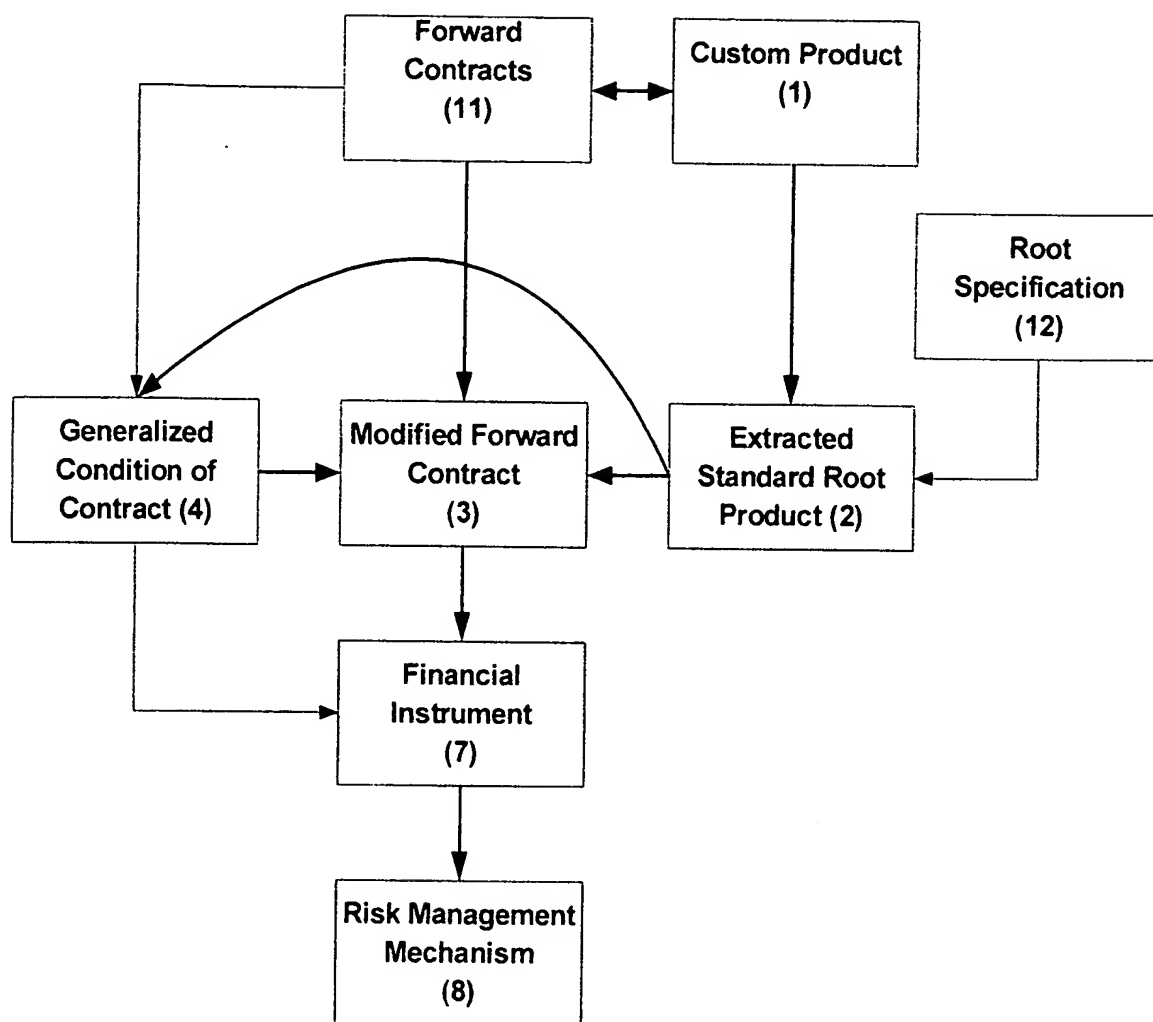 Forward
Contracts
(11)
Custom Product
(1)
Root
Specification
(12)
Generalized
Condition of
Contract (4)
Modified Forward
Contract
(3)
Extracted
Standard Root
Product (2)
Financial
Instrument
(7)
Risk Management
Mechanism
(8)